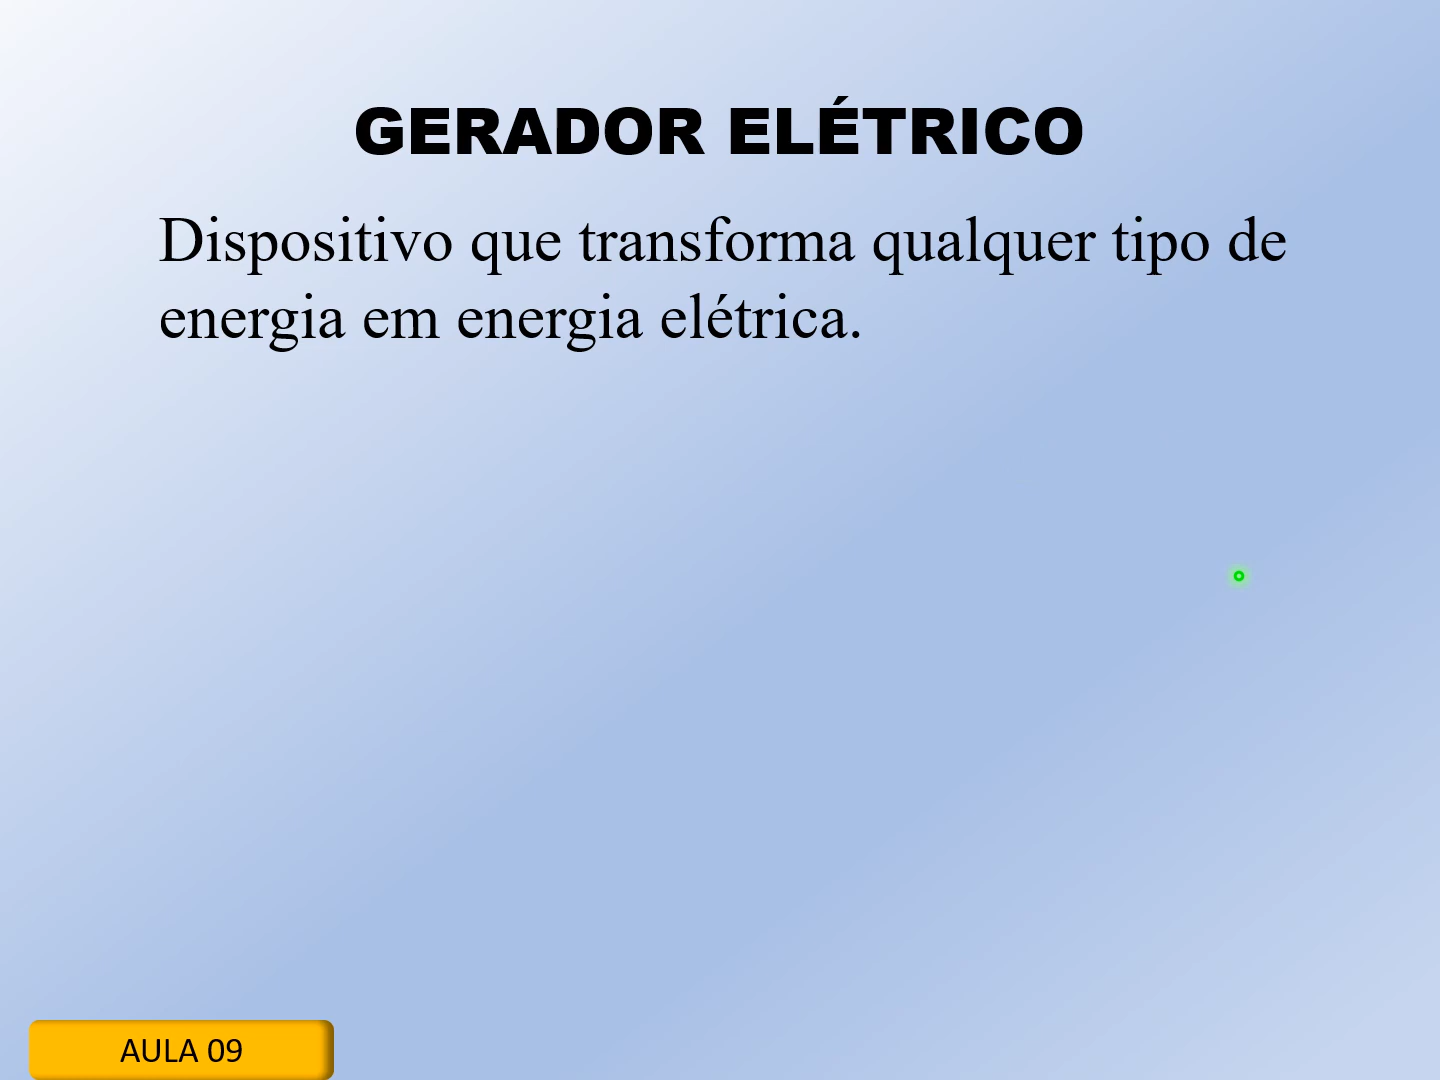 GERADOR ELÉTRICO
Dispositivo que transforma qualquer tipo de
energia em energia elétrica.
AULA 09